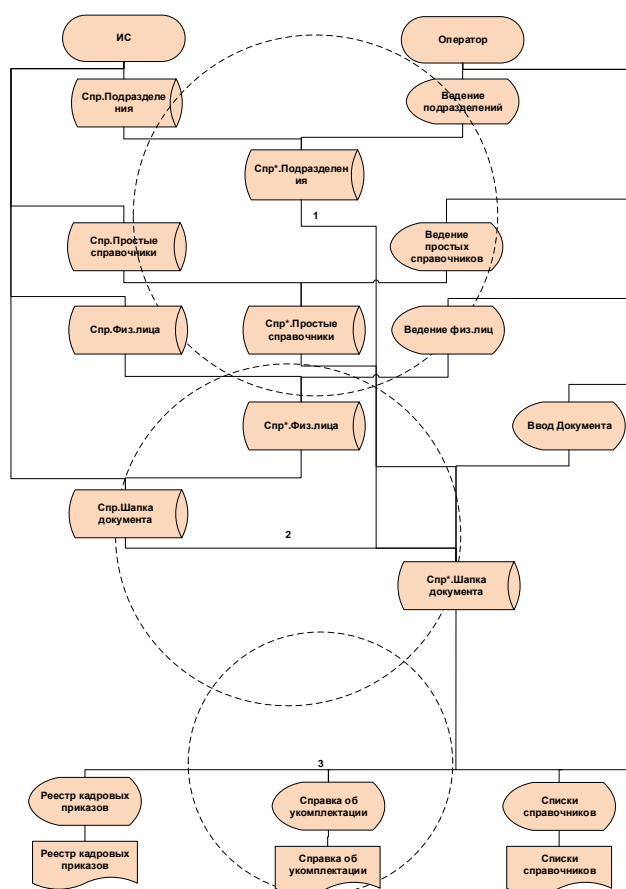 ИС
Оператор
Спр.Подразделе
ния
Ведение
подразделений
Спр*.Подразделен
ия
1
Спр.Простые
справочники
Ведение
простых
справочников
Спр.Физ.лица
Спр*.Простые
справочники
Ведение физ.лиц
Спр*.Физ.лица
Ввод Документа
Спр.Шапка
документа
2
Спр*.Шапка
документа
3
Реестр кадровых
приказов
Справка об
укомплектации
Списки
справочников
Реестр кадровых
приказов
Справка об
укомплектации
Списки
справочников